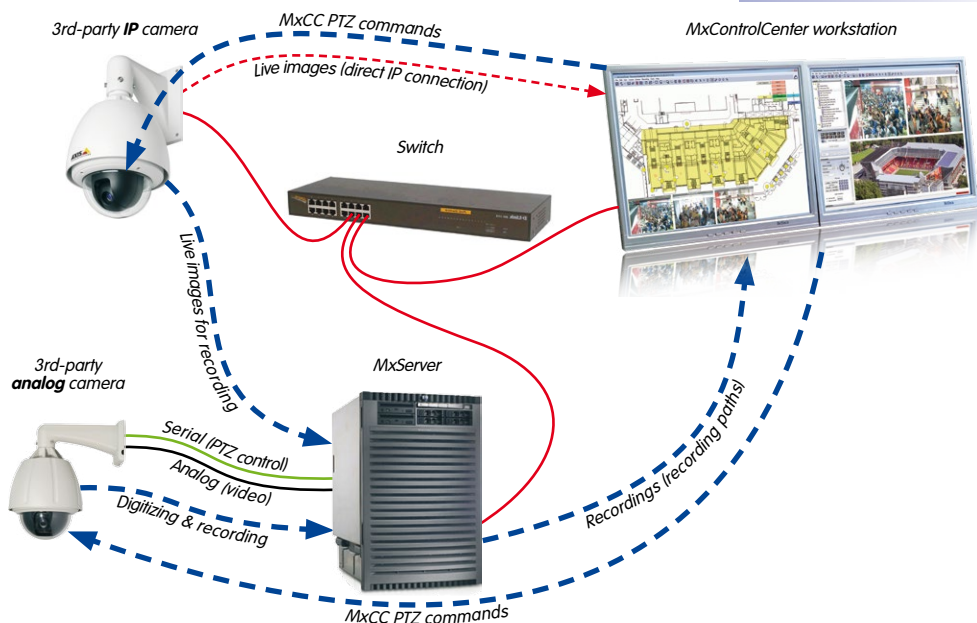 3rd-party IP camera
MxCC PTZ commands
MxControlCenter workstation
Live images (direct IP connection)
Switch
AXIS
Live images for recording
3rd-party
analog camera
MxServer
Serial (PTZ control)
Analog (video)
Digitizing & recording
Recordings (recording paths)
MxCC PTZ commands